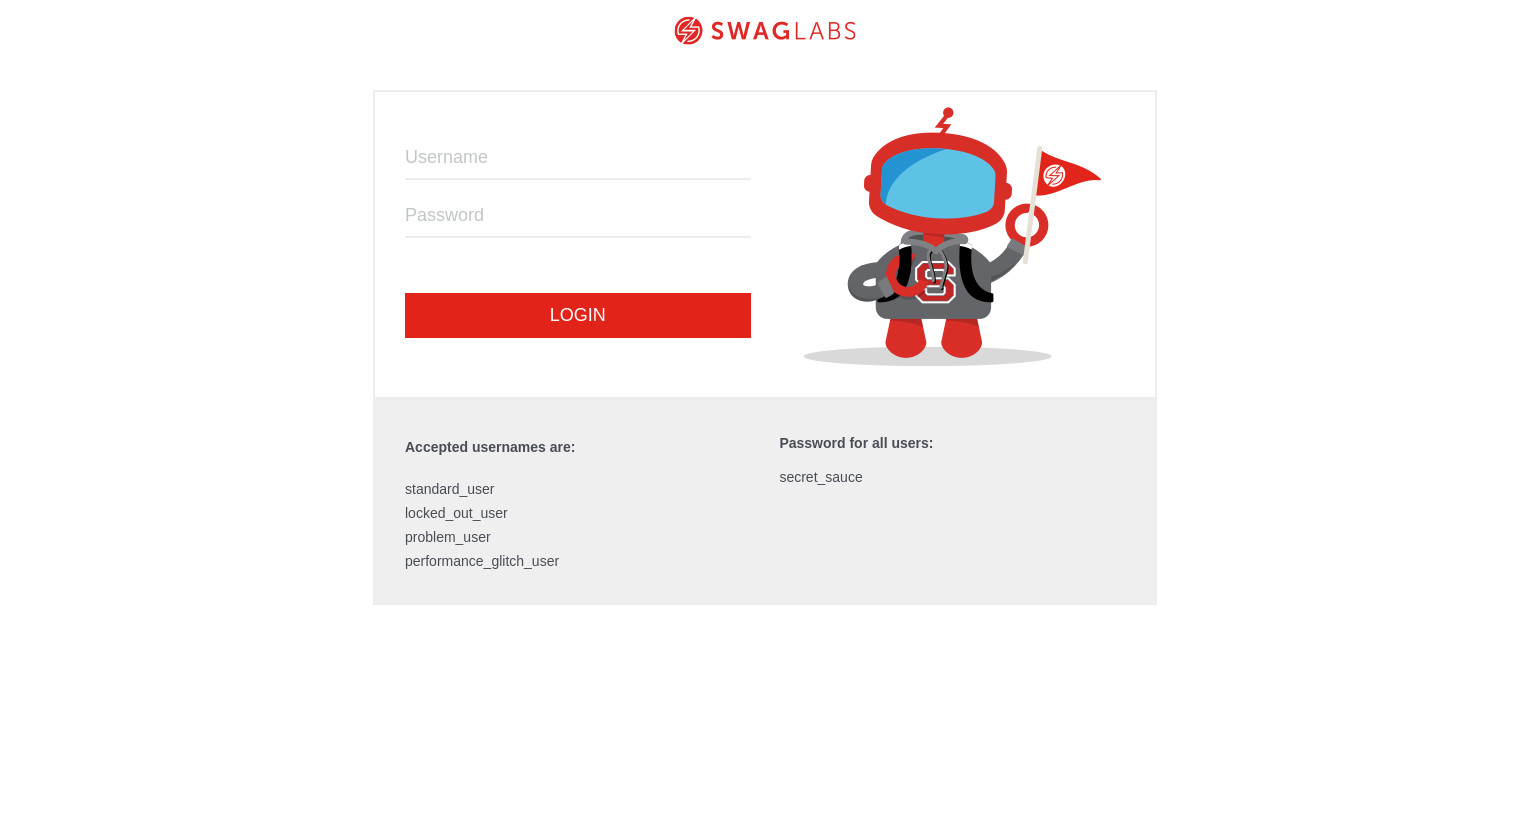 SWAGLABS
Username
Password
LOGIN
S
Accepted usernames are:
standard_user
locked_out_user
problem_user
performance_glitch_user
Password for all users:
secret_sauce